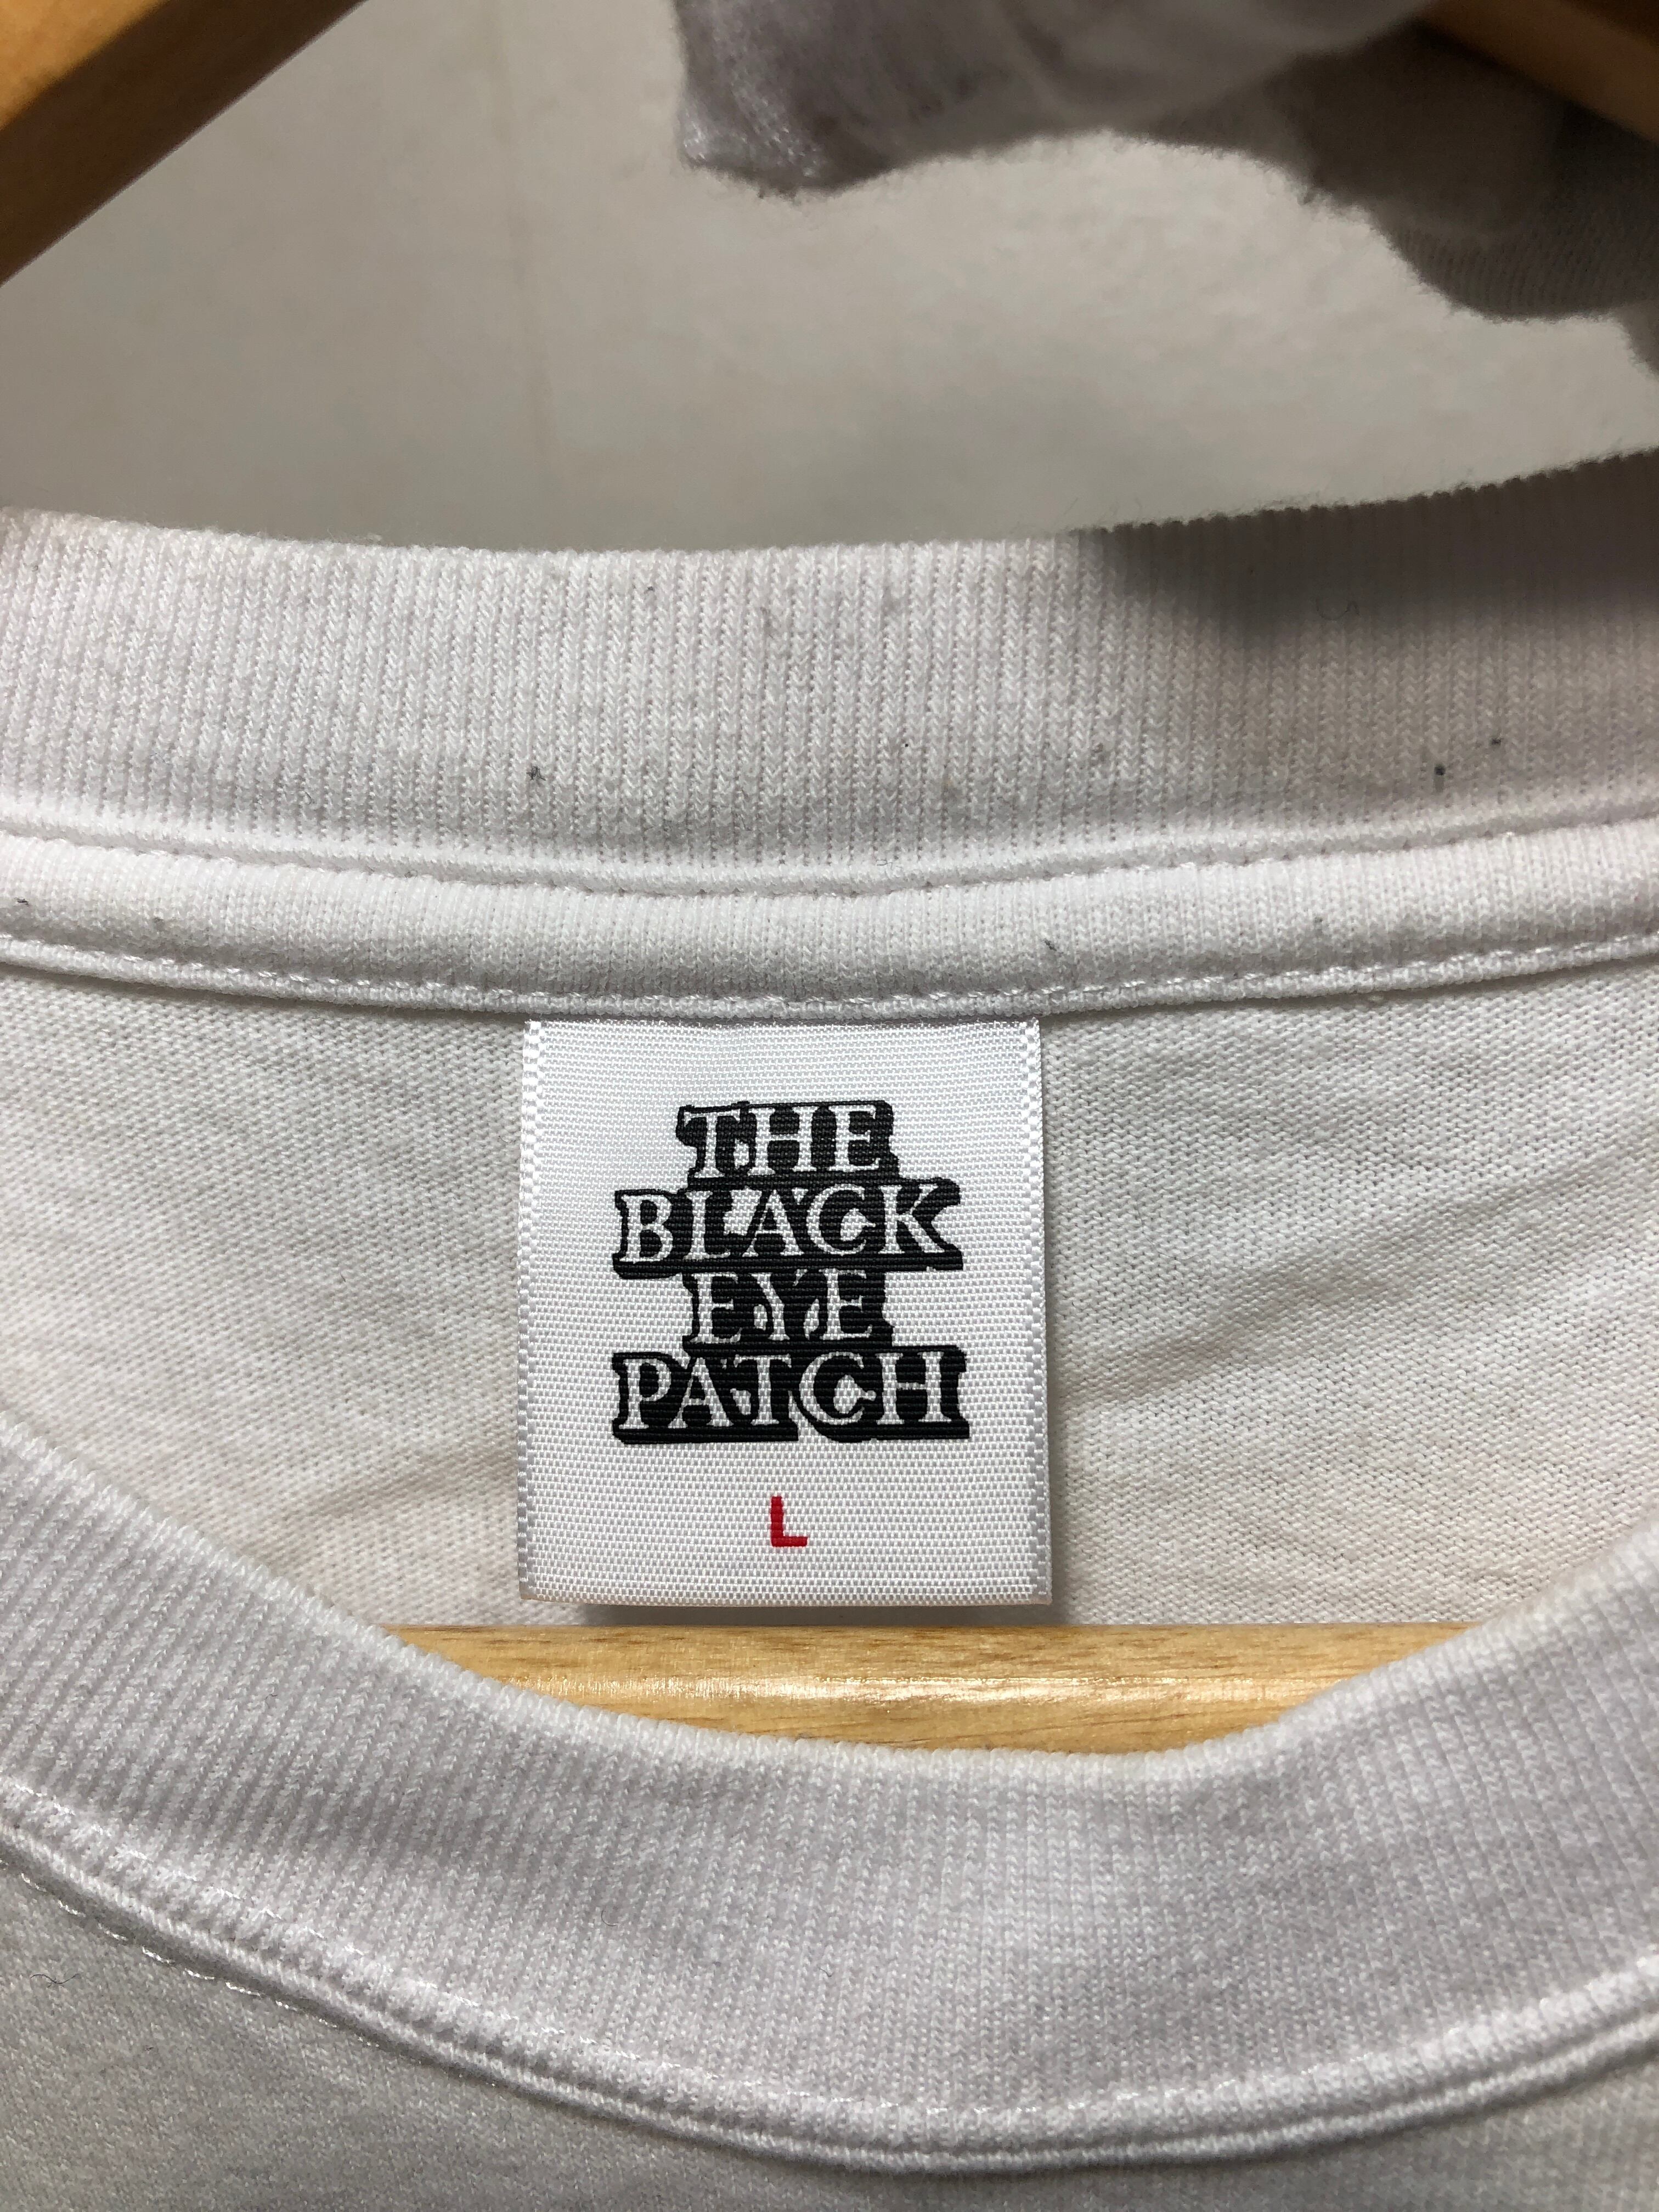 THE
BLACK
EYE
PATCH
L